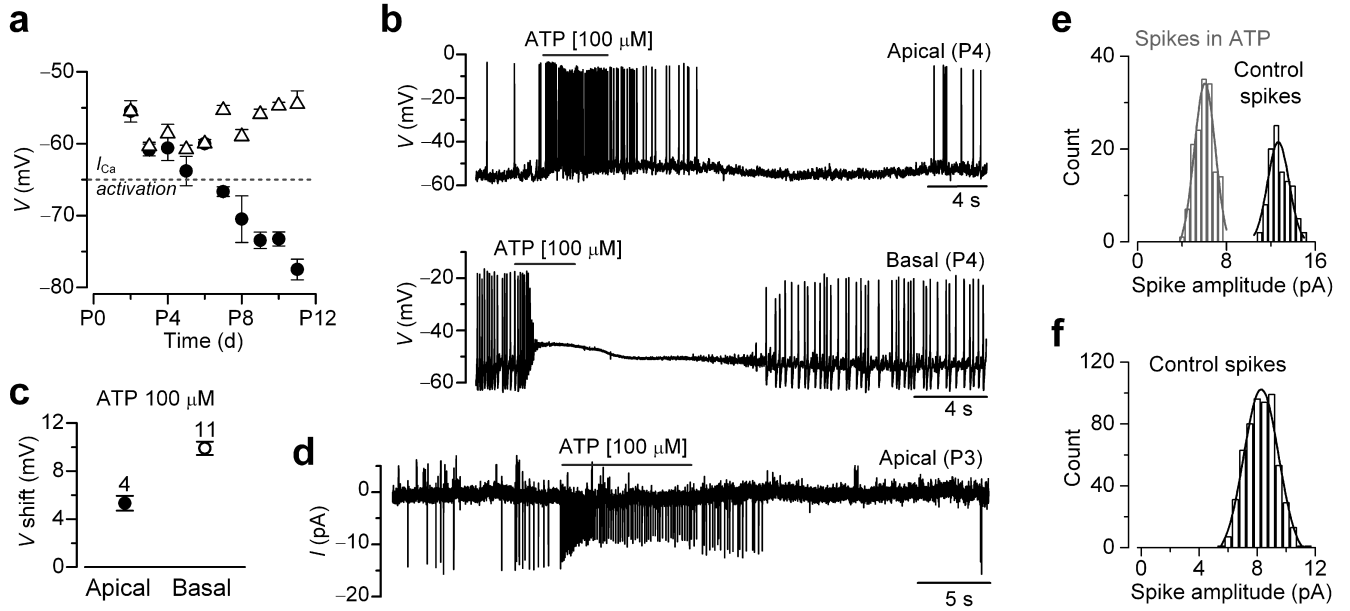 a
−50
−60
−70
−80
V (mV)
I Ca
activation
P0
P4
P8
P12
Time (d)
b
ATP [100 μM]
Apical (P4)
0
−20
−40
−60
V (mV)
4 s
ATP [100 μM]
Basal (P4)
−20
−40
−60
V (mV)
4 s
c
ATP 100 μM
12
8
4
0
V shift (mV)
4
11
Apical
Basal
d
ATP [100 μM]
Apical (P3)
0
−10
−20
I (pA)
5 s
e
Spikes in ATP
Control
spikes
40
20
0
Count
0
8
16
Spike amplitude (pA)
f
Control spikes
120
80
40
0
Count
0
4
8
12
Spike amplitude (pA)